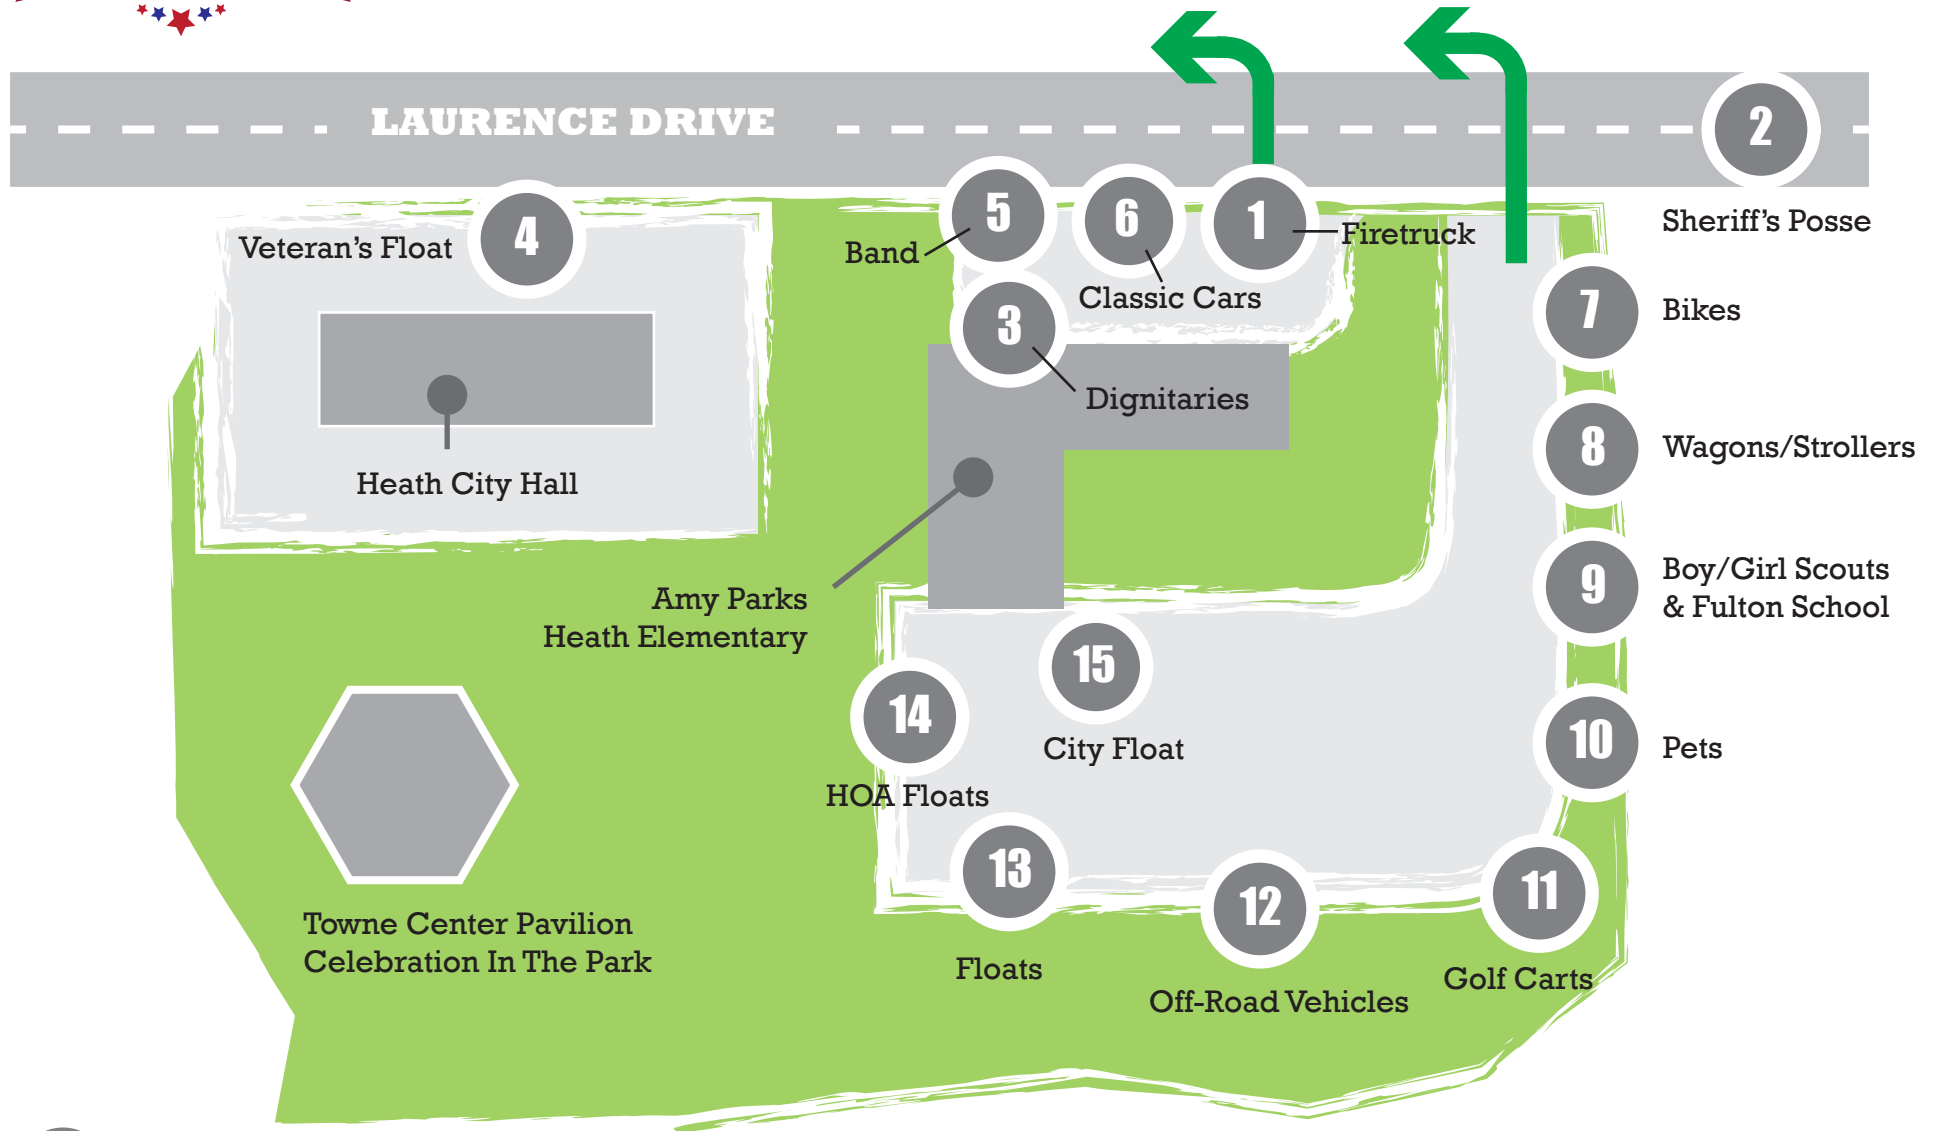 LAURENCE DRIVE
2
Sheriff's Posse
4
Veteran's Float
5
Band
6
Classic Cars
1
Firetruck
3
Dignitaries
7
Bikes
8
Wagons/Strollers
Heath City Hall
9
Boy/Girl Scouts
& Fulton School
Amy Parks
Heath Elementary
15
City Float
14
HOA Floats
10
Pets
13
Floats
12
Off-Road Vehicles
11
Golf Carts
Towne Center Pavilion
Celebration In The Park